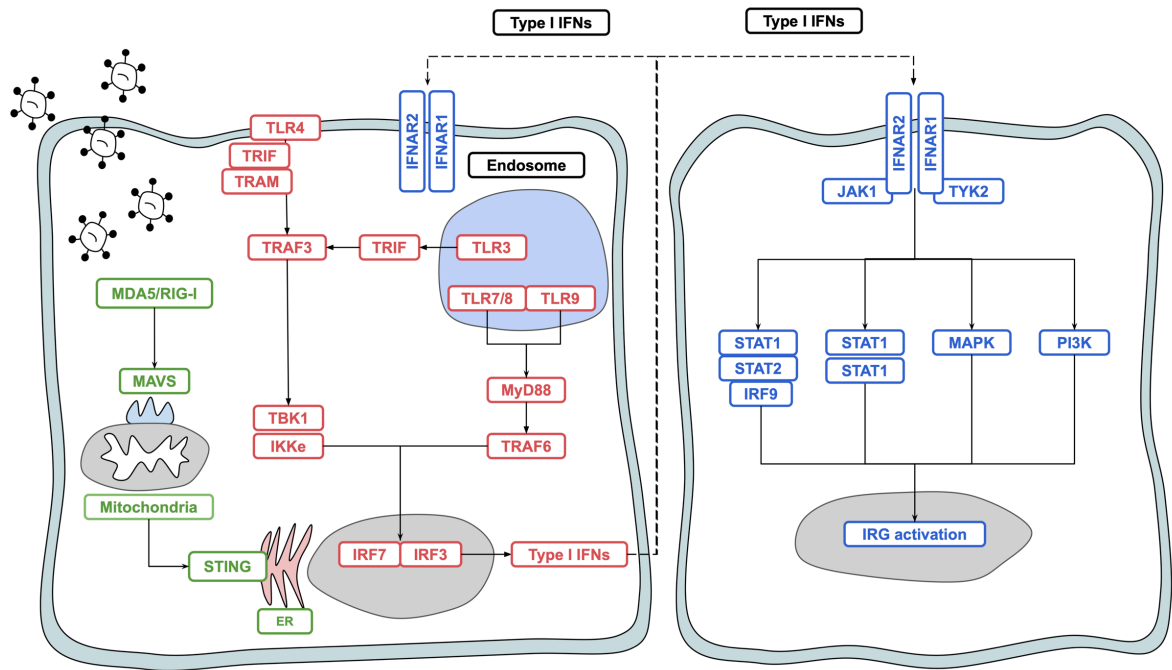 Type I IFNs
Type I IFNs
TLR4
TRIF
TRAM
IFNAR2
IFNAR1
Endosome
TRAF3
TRIF
TLR3
TLR7/8
TLR9
MDA5/RIG-I
MAVS
Mitochondria
STING
ER
TBK1
IKKe
MyD88
TRAF6
IRF7
IRF3
Type I IFNs
IFNAR2
IFNAR1
JAK1
TYK2
STAT1
STAT2
IRF9
STAT1
STAT1
MAPK
PI3K
IRG activation